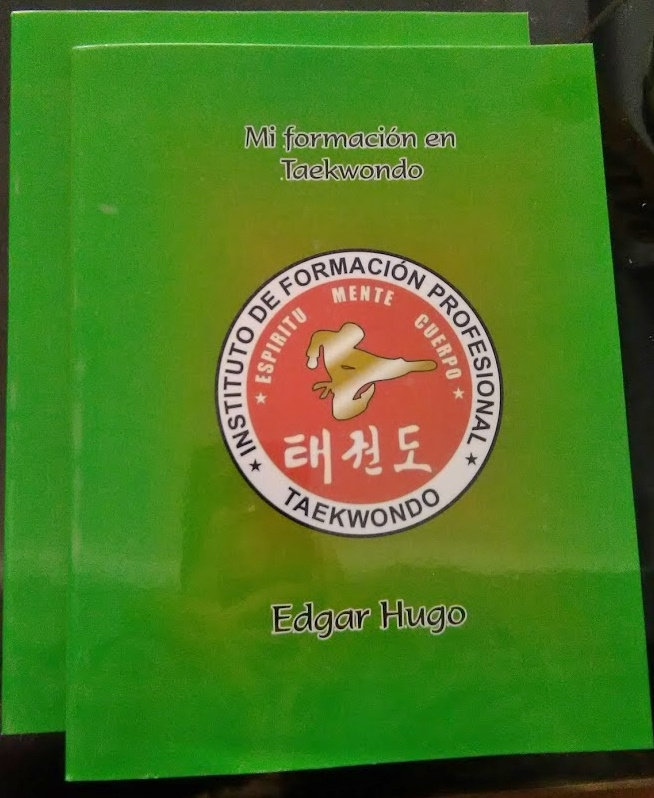 Mi formación en
Taekwondo
INSTITUTO DE FORMACIÓN PROFESIONAL
ESPIRITU MENTE CUERPO
태권도
TAEKWONDO
Edgar Hugo